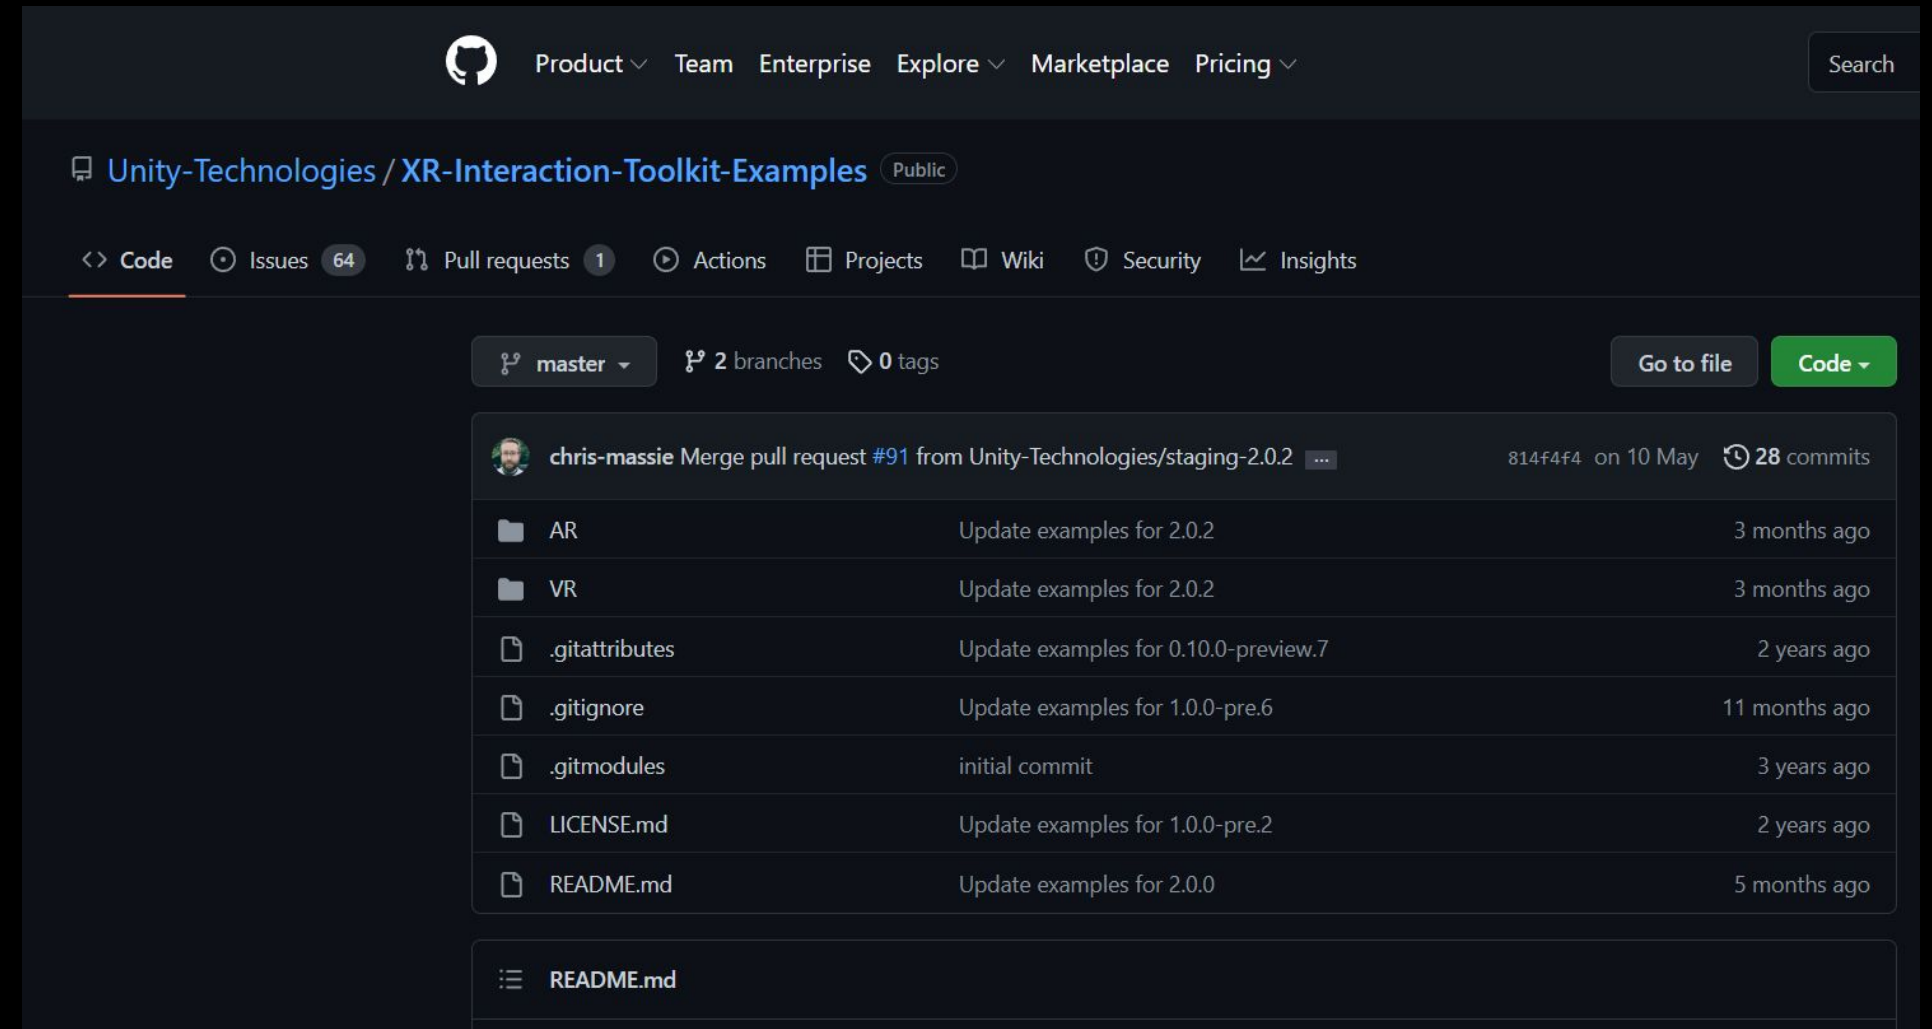 Product Team Enterprise Explore Marketplace Pricing Search
Unity-Technologies / XR-Interaction-Toolkit-Examples Public
Code Issues 64 Pull requests 1 Actions Projects Wiki Security Insights
master 2 branches 0 tags Go to file Code
chris-massie Merge pull request #91 from Unity-Technologies/staging-2.0.2 ... 814f4f4 on 10 May 28 commits
AR Update examples for 2.0.2 3 months ago
VR Update examples for 2.0.2 3 months ago
.gitattributes Update examples for 0.10.0-preview.7 2 years ago
.gitignore Update examples for 1.0.0-pre.6 11 months ago
.gitmodules initial commit 3 years ago
LICENSE.md Update examples for 1.0.0-pre.2 2 years ago
README.md Update examples for 2.0.0 5 months ago
README.md